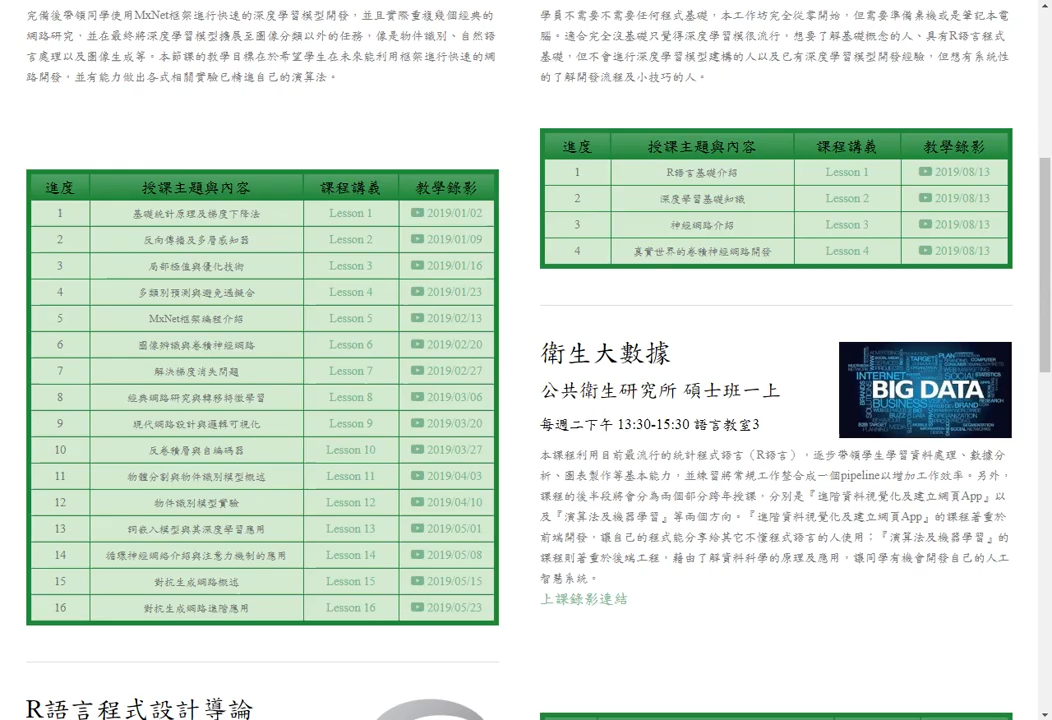 完備後帶領同學使用MxNet框架進行快速的深度學習模型開發，並且實際重複幾個經典的
網路研究，並在最終將深度學習模型擴展至圖像分類以外的任務，像是物件識別、自然語
言處理以及圖像生成等。本節課的教學目標在於希望學生在未來能利用框架進行快速的網
路開發，並有能力做出各式相關實驗已精進自己的演算法。
進度 授課主題與內容 課程講義 教學錄影
1 基礎統計原理及梯度下降法 Lesson 1 2019/01/02
2 反向傳播及多層感知器 Lesson 2 2019/01/09
3 局部極值與優化技術 Lesson 3 2019/01/16
4 多類別預測與避免過擬合 Lesson 4 2019/01/23
5 MxNet框架編程介紹 Lesson 5 2019/02/13
6 圖像辨識與卷積神經網路 Lesson 6 2019/02/20
7 解決梯度消失問題 Lesson 7 2019/02/27
8 經典網路研究與轉移特徵學習 Lesson 8 2019/03/06
9 現代網路設計與邏輯可視化 Lesson 9 2019/03/20
10 反卷積層與自編碼器 Lesson 10 2019/03/27
11 物體分割與物件識別模型概述 Lesson 11 2019/04/03
12 物件識別模型實驗 Lesson 12 2019/04/10
13 詞嵌入模型與其深度學習應用 Lesson 13 2019/05/01
14 循環神經網路介紹與注意力機制的應用 Lesson 14 2019/05/08
15 對抗生成網路概述 Lesson 15 2019/05/15
16 對抗生成網路進階應用 Lesson 16 2019/05/23
R語言程式設計導論
學員不需要不需要任何程式基礎，本工作坊完全從零開始，但需要準備桌機或是筆記本電
腦。適合完全沒基礎只覺得深度學習模很流行，想要了解基礎概念的人、具有R語言程式
基礎，但不會進行深度學習模型建構的人以及已有深度學習模型開發經驗，但想有系統性
的了解開發流程及小技巧的人。
進度 授課主題與內容 課程講義 教學錄影
1 R語言基礎介紹 Lesson 1 2019/08/13
2 深度學習基礎知識 Lesson 2 2019/08/13
3 神經網路介紹 Lesson 3 2019/08/13
4 真實世界的卷積神經網路開發 Lesson 4 2019/08/13
衛生大數據
公共衛生研究所 碩士班一上
每週二下午 13:30-15:30 語言教室3
BIG DATA
INTERNET
BUSINESS
TARGET
PLAN
SOCIAL
BRAND
本課程利用目前最流行的統計程式語言（R語言），逐步帶領學生學習資料處理、數據分
析、圖表製作等基本能力，並練習將常規工作整合成一個pipeline以增加工作效率。另外，
課程的後半段將會分為兩個部分跨年授課，分別是『進階資料視覺化及建立網頁App』以
及『演算法及機器學習』等兩個方向。『進階資料視覺化及建立網頁App』的課程著重於
前端開發，讓自己的程式能分享給其它不懂程式語言的人使用；『演算法及機器學習』的
課程則著重於後端工程，藉由了解資料科學的原理及應用，讓同學有機會開發自己的人工
智慧系統。
上課錄影連結